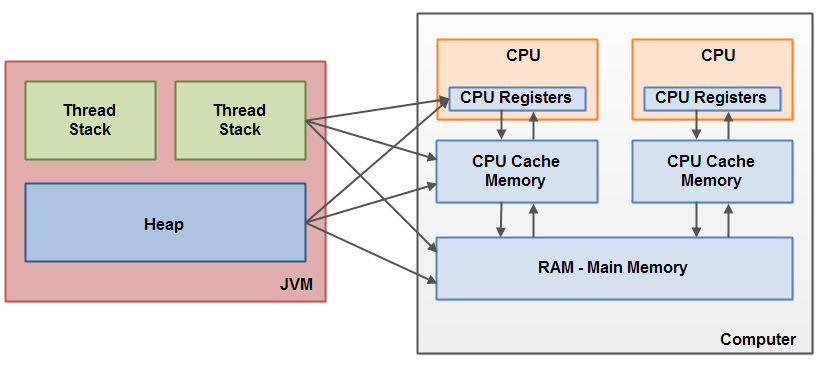 Thread
Stack
Thread
Stack
Heap
JVM
CPU
CPU Registers
CPU Cache
Memory
CPU
CPU Registers
CPU Cache
Memory
RAM - Main Memory
Computer